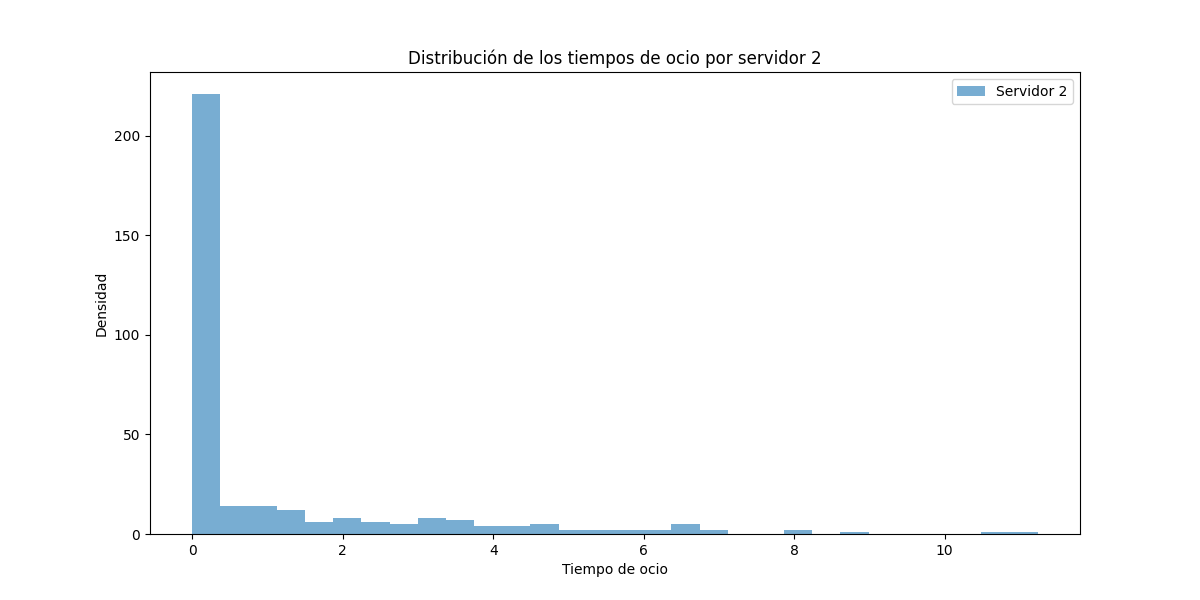 Distribución de los tiempos de ocio por servidor 2
Servidor 2
200
150
100
50
0
Densidad
0 2 4 6 8 10
Tiempo de ocio